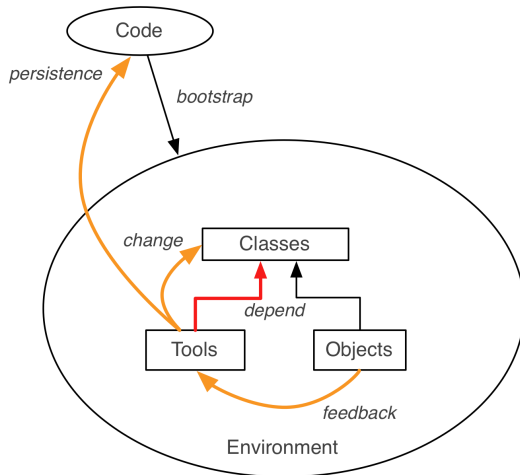 Code
persistence
bootstrap
change
Classes
depend
Tools
Objects
feedback
Environment